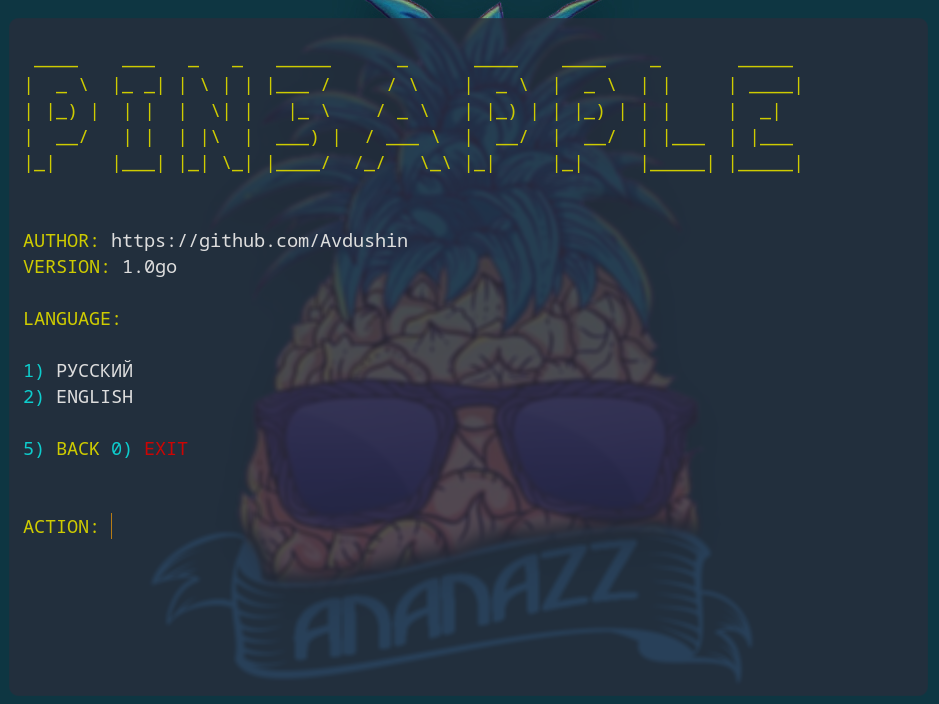 PINEAPPLE
AUTHOR: https://github.com/Avdushin
VERSION: 1.0go
LANGUAGE:
1) РУССКИЙ
2) ENGLISH
5) BACK 0) EXIT
ACTION:
ANANAZZ